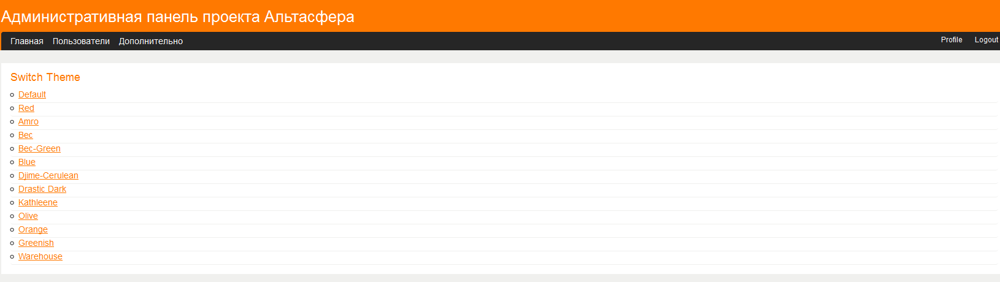 Административная панель проекта Альтасфера
Главная Пользователи Дополнительно Profile Logout
Switch Theme
Default
Red
Amro
Bec
Bec-Green
Blue
Djime-Cerulean
Drastic Dark
Kathleene
Olive
Orange
Greenish
Warehouse